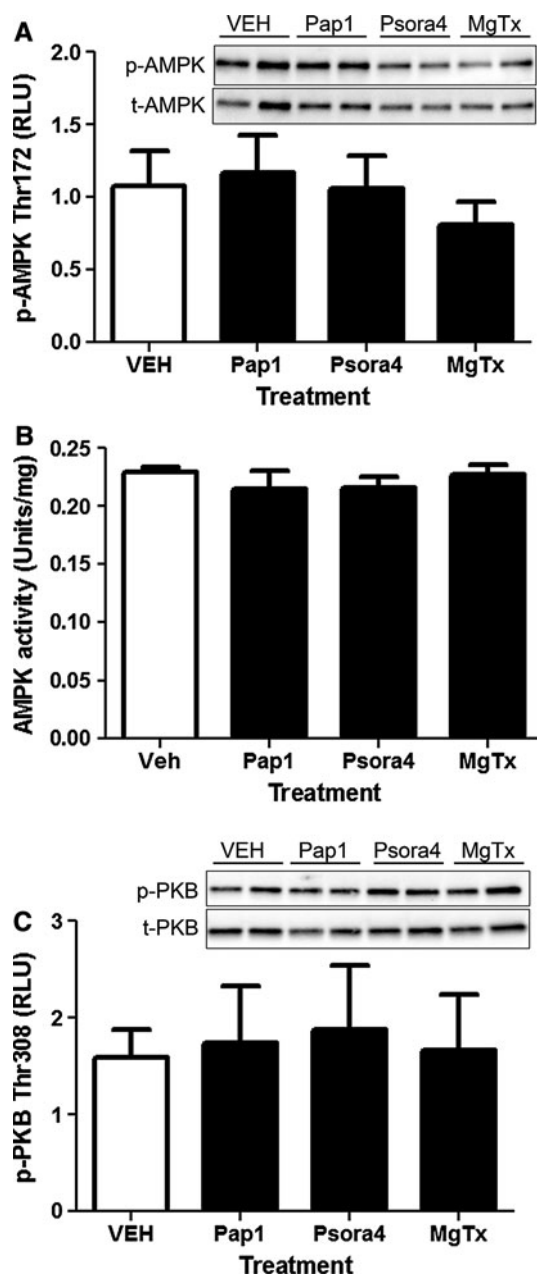 A
VEH Pap1 Psora4 MgTx
p-AMPK
t-AMPK
p-AMPK Thr172 (RLU)
2.0
1.5
1.0
0.5
0.0
VEH Pap1 Psora4 MgTx
Treatment
B
AMPK activity (Units/mg)
0.25
0.20
0.15
0.10
0.05
0.00
Veh Pap1 Psora4 MgTx
Treatment
VEH Pap1 Psora4 MgTx
p-PKB
t-PKB
C
p-PKB Thr308 (RLU)
3
2
1
0
VEH Pap1 Psora4 MgTx
Treatment